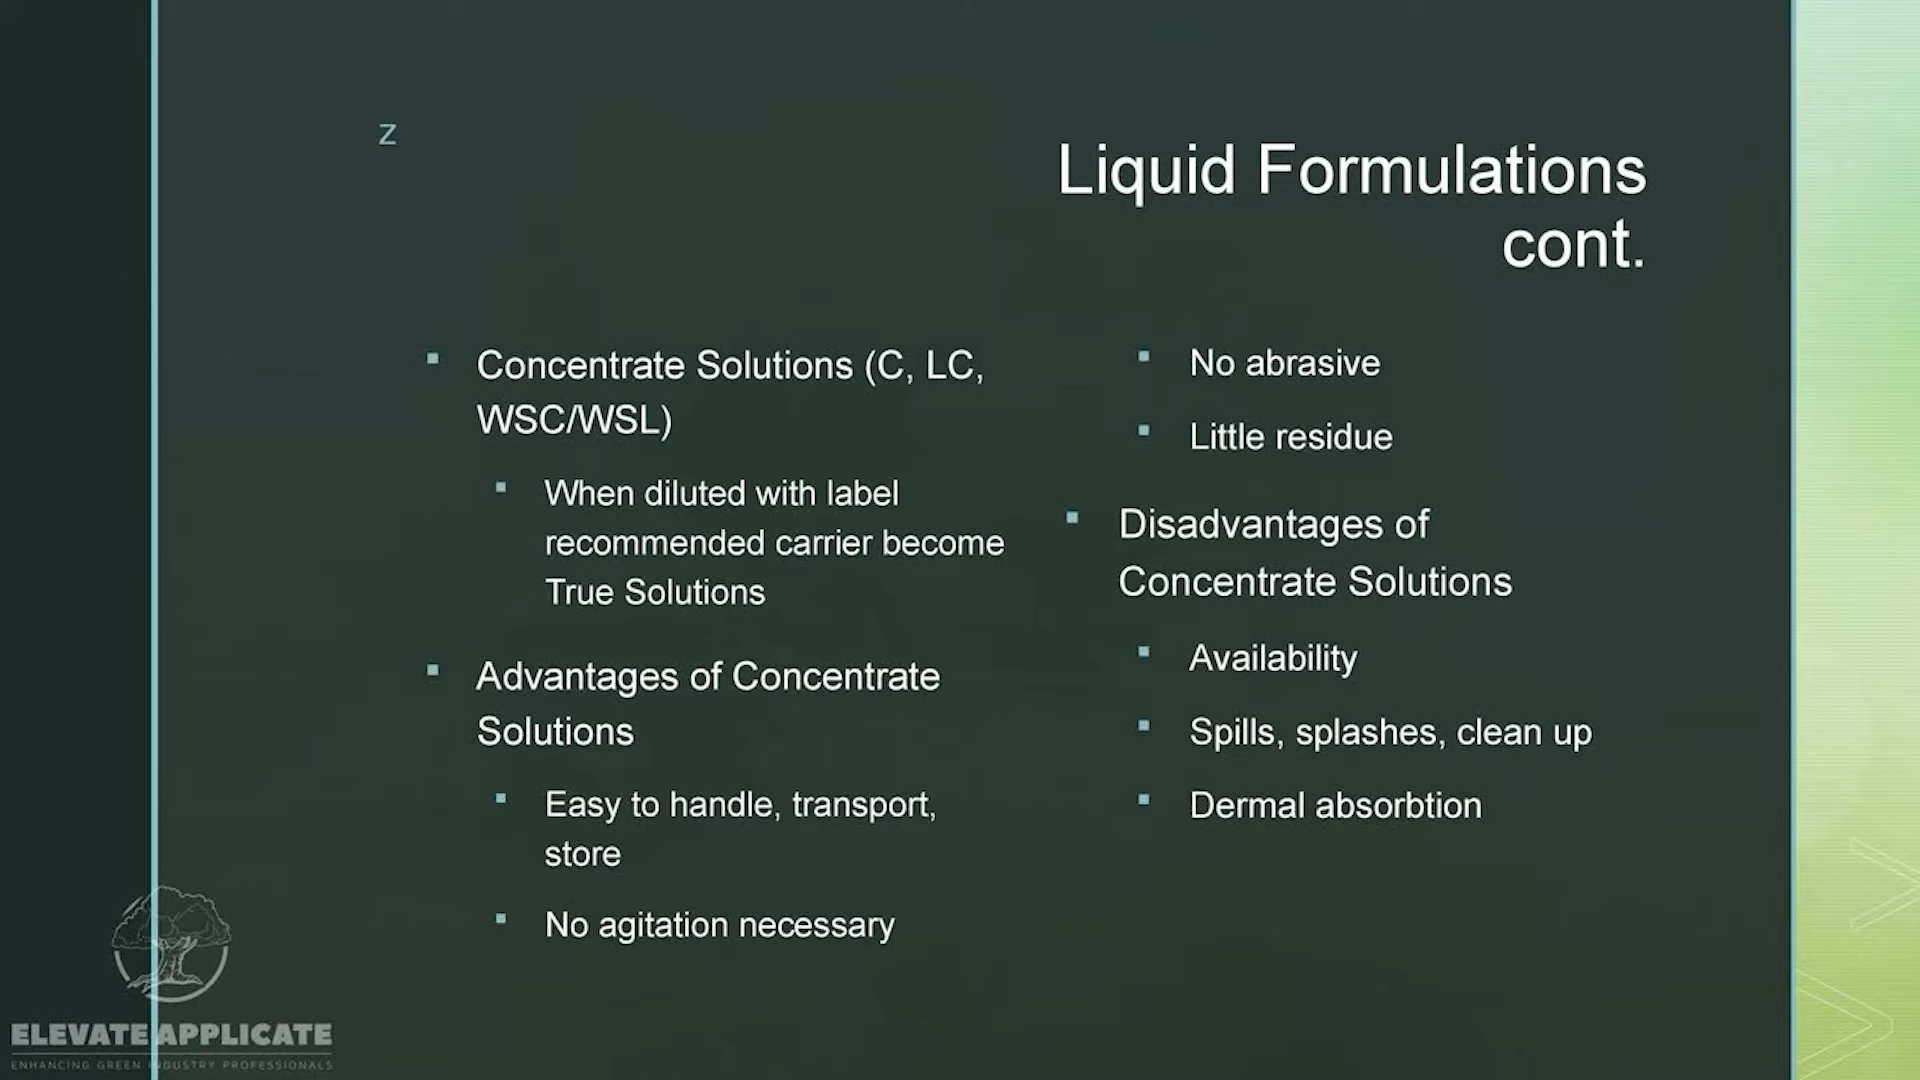 z
Liquid Formulations
cont.
Concentrate Solutions (C, LC,
WSC/WSL)
When diluted with label
recommended carrier become
True Solutions
Advantages of Concentrate
Solutions
Easy to handle, transport,
store
No agitation necessary
No abrasive
Little residue
Disadvantages of
Concentrate Solutions
Availability
Spills, splashes, clean up
Dermal absorbtion
ELEVATE APPLICATE
ENHANCING GREEN INDUSTRY PROFESSIONALS